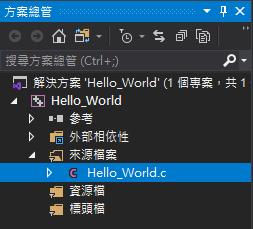 方案總管
搜尋方案總管 (Ctrl+;)
解決方案 'Hello_World' (1 個專案，共 1
Hello_World
參考
外部相依性
來源檔案
Hello_World.c
資源檔
標頭檔